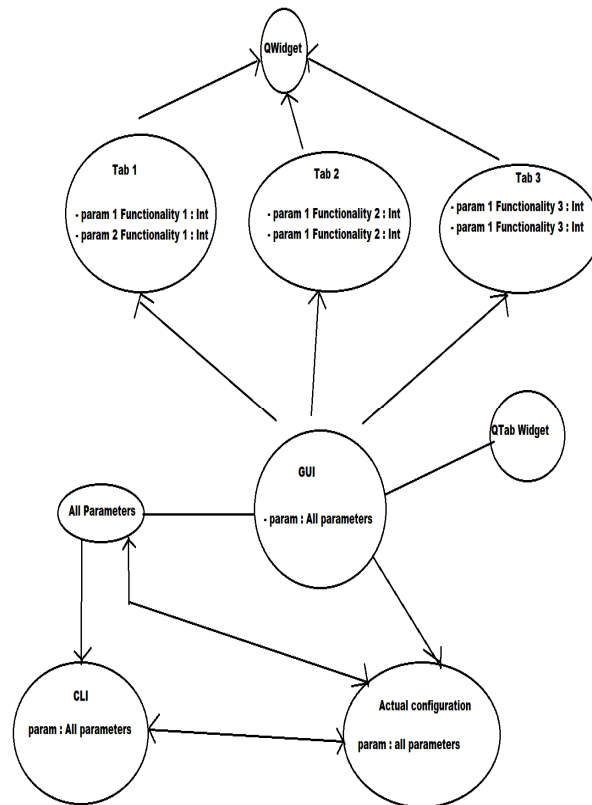 QWidget
Tab 1
- param 1 Functionality 1 : Int
- param 2 Functionality 1 : Int
Tab 2
- param 1 Functionality 2 : Int
- param 1 Functionality 2 : Int
Tab 3
- param 1 Functionality 3 : Int
- param 1 Functionality 3 : Int
QTab Widget
GUI
- param : All parameters
All Parameters
CLI
param : All parameters
Actual configuration
param : all parameters